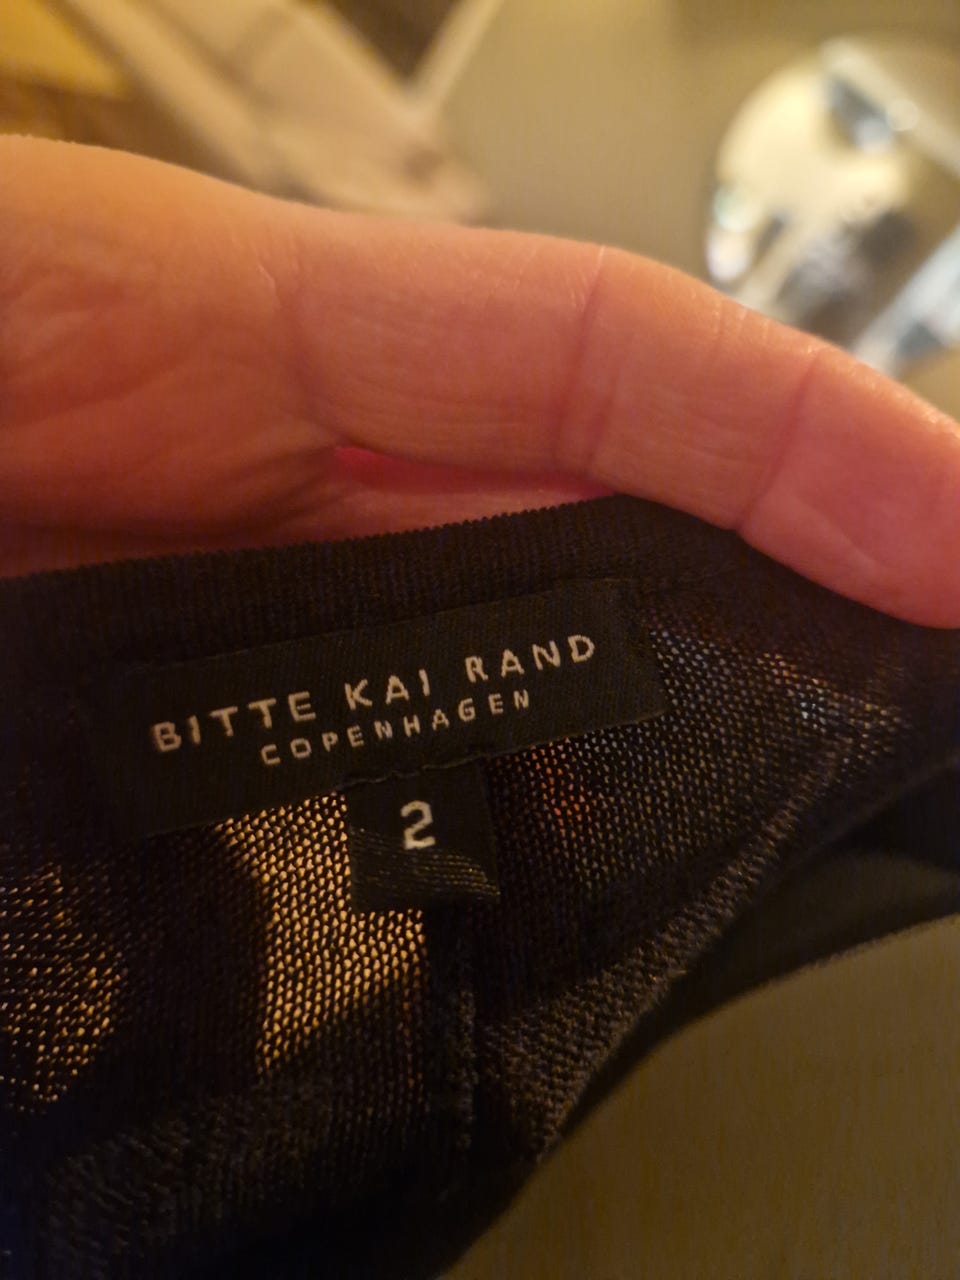 BITTE KAI RAND
COPENHAGEN
2